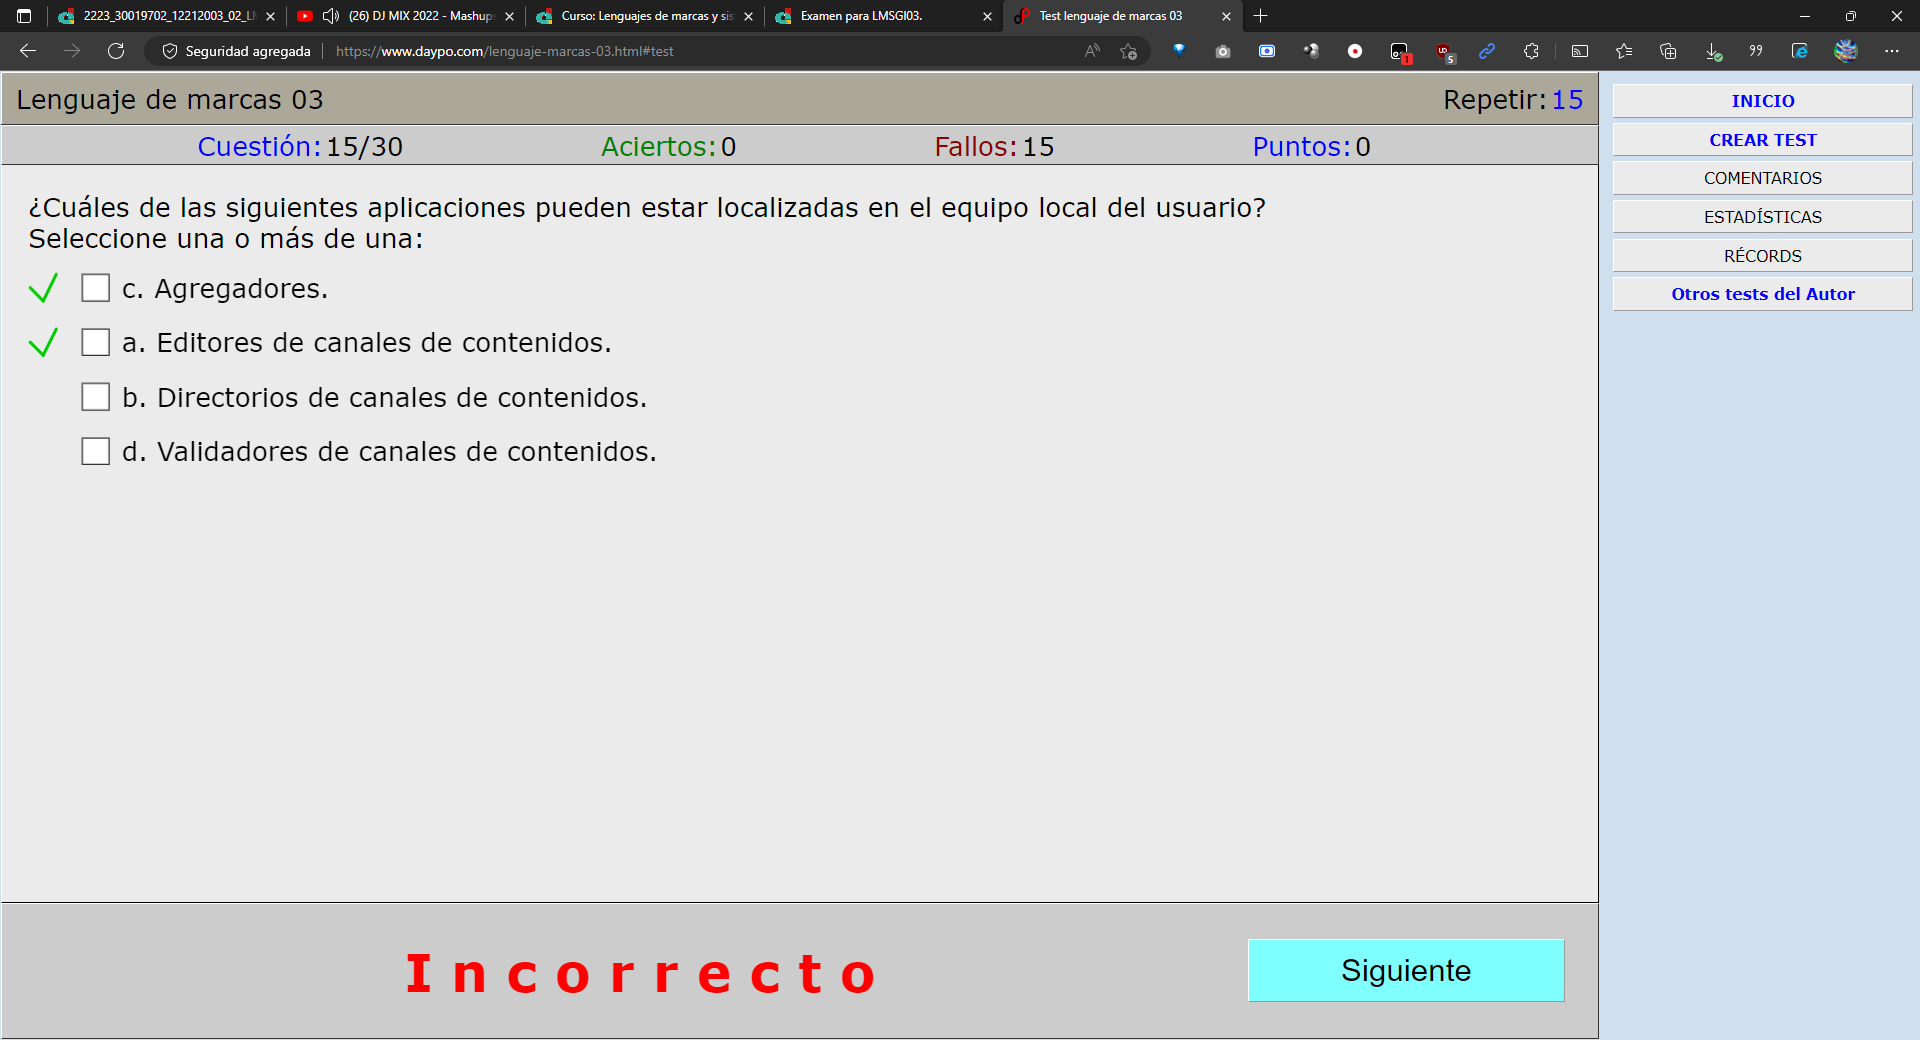 2223_30019702_12212003_02_L
(26) DJ MIX 2022 - Mashup
Curso: Lenguajes de marcas y sis
Examen para LMSGI03.
Test lenguaje de marcas 03
Seguridad agregada
https://www.daypo.com/lenguaje-marcas-03.html#test
1
5
Lenguaje de marcas 03
Repetir:15
Cuestión:15/30
Aciertos:0
Fallos:15
Puntos:0
¿Cuáles de las siguientes aplicaciones pueden estar localizadas en el equipo local del usuario?
Seleccione una o más de una:
c. Agregadores.
a. Editores de canales de contenidos.
b. Directorios de canales de contenidos.
d. Validadores de canales de contenidos.
Incorrecto
Siguiente
INICIO
CREAR TEST
COMENTARIOS
ESTADÍSTICAS
RÉCORDS
Otros tests del Autor